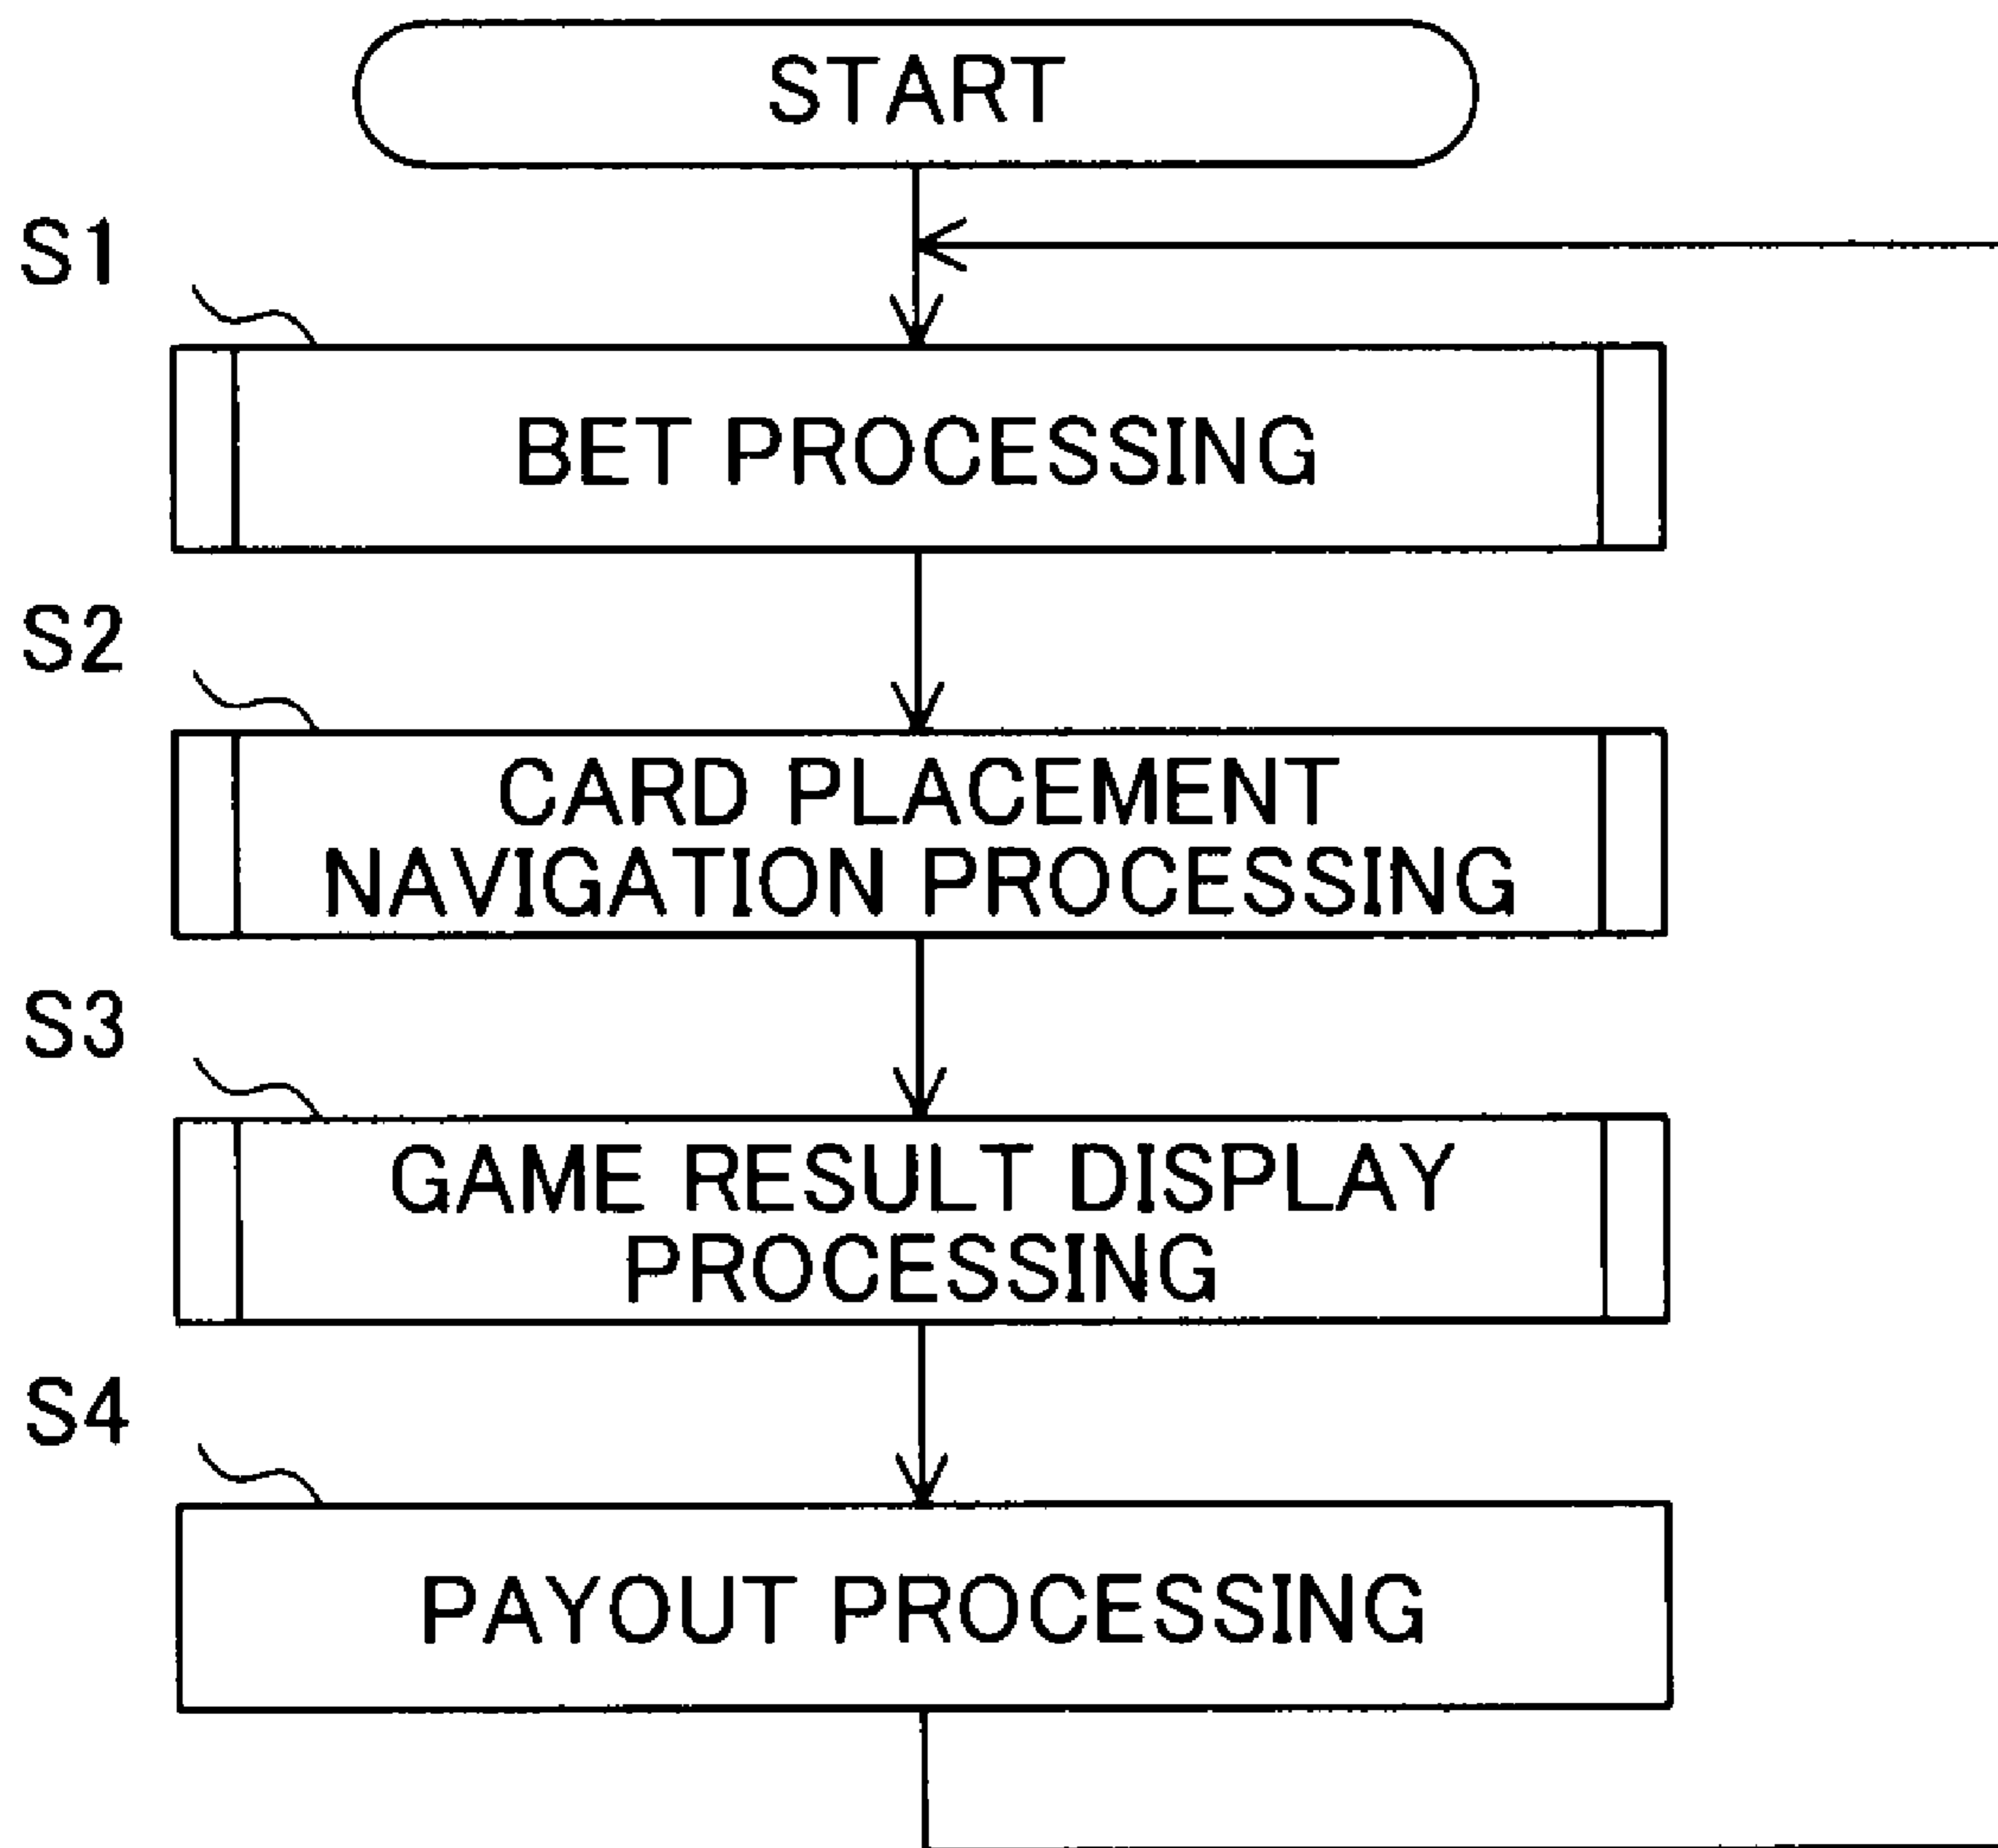 START
S1
BET PROCESSING
S2
CARD PLACEMENT
NAVIGATION PROCESSING
S3
GAME RESULT DISPLAY
PROCESSING
S4
PAYOUT PROCESSING